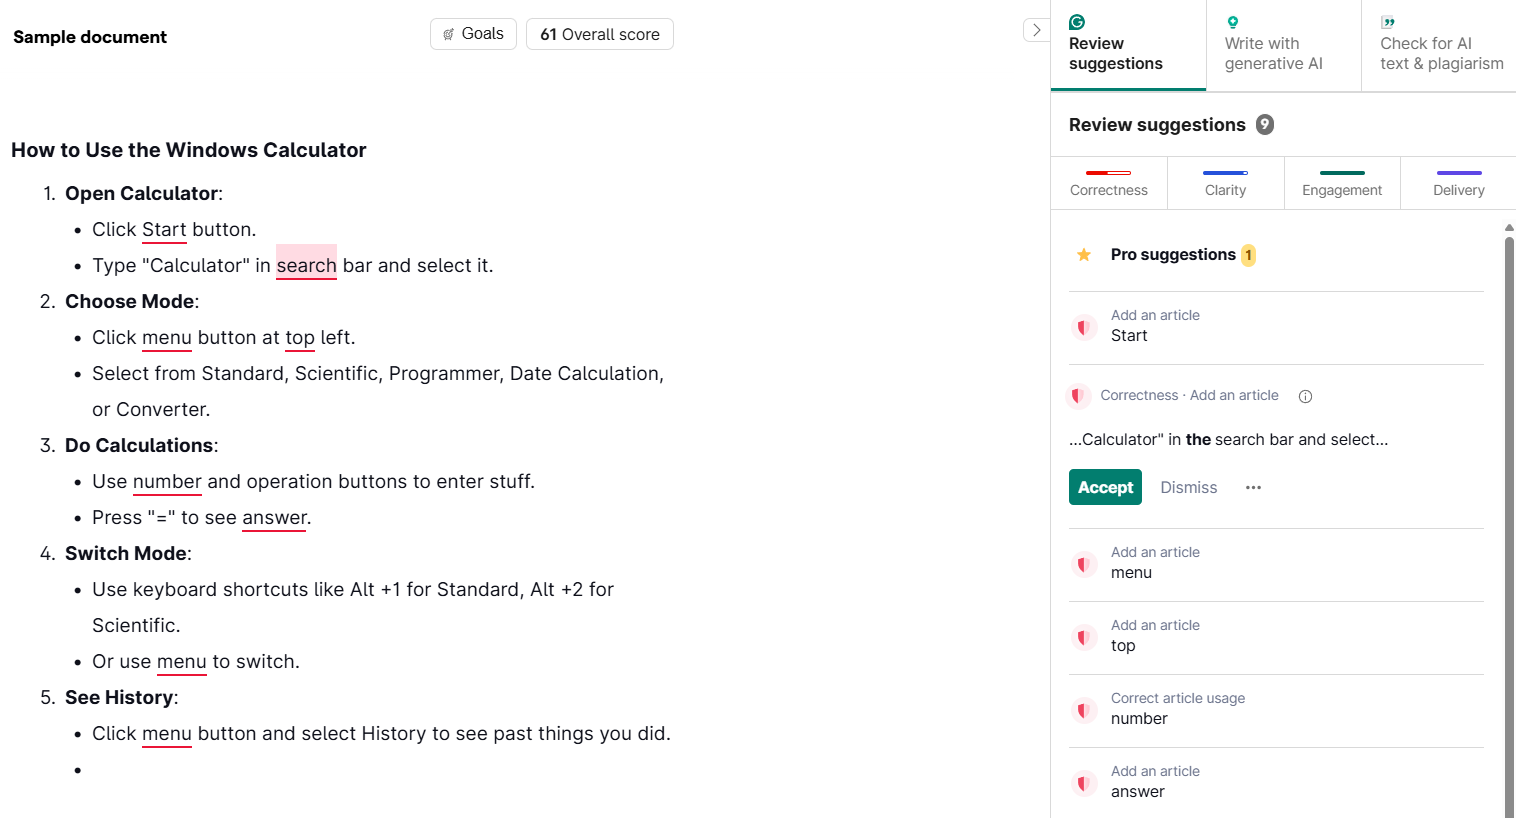 Sample document
Goals
61 Overall score
How to Use the Windows Calculator
1. Open Calculator:
• Click Start button.
• Type "Calculator" in search bar and select it.
2. Choose Mode:
• Click menu button at top left.
• Select from Standard, Scientific, Programmer, Date Calculation,
or Converter.
3. Do Calculations:
• Use number and operation buttons to enter stuff.
• Press "=" to see answer.
4. Switch Mode:
• Use keyboard shortcuts like Alt +1 for Standard, Alt +2 for
Scientific.
• Or use menu to switch.
5. See History:
• Click menu button and select History to see past things you did.
•
Review
suggestions
Write with
generative AI
Check for AI
text & plagiarism
Review suggestions 9
Correctness
Clarity
Engagement
Delivery
Pro suggestions 1
Add an article
Start
Correctness · Add an article
...Calculator" in the search bar and select...
Accept
Dismiss
Add an article
menu
Add an article
top
Correct article usage
number
Add an article
answer